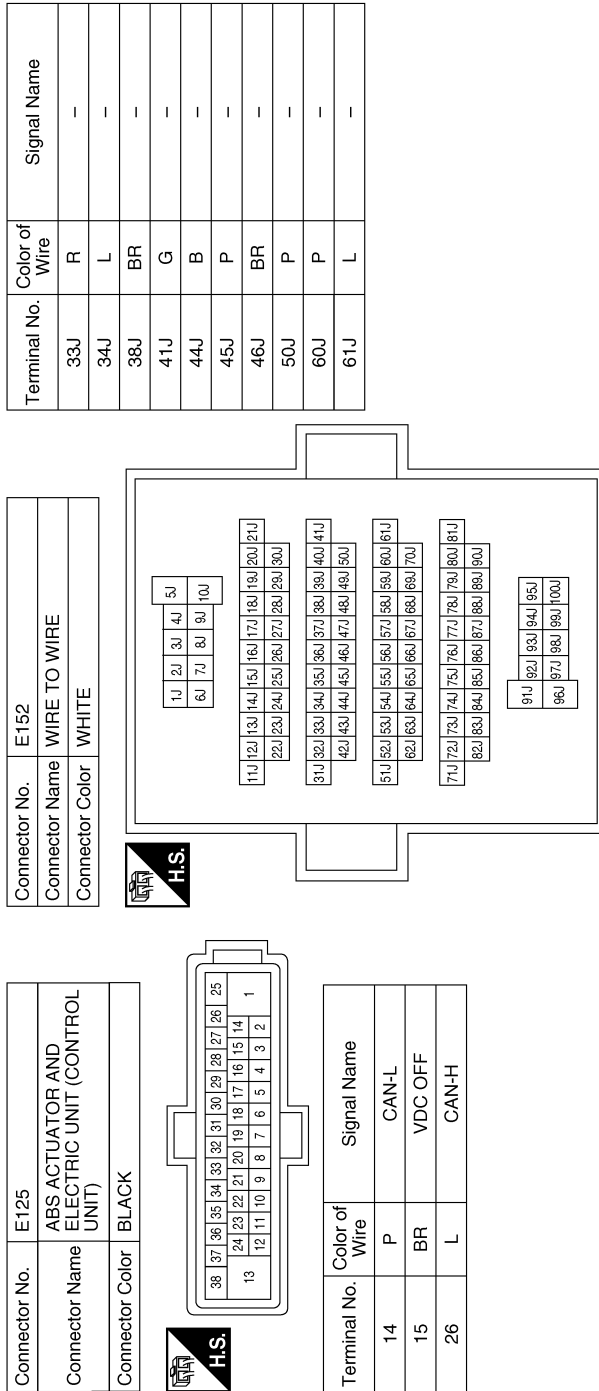 Connector No. E125
Connector Name ABS ACTUATOR AND
ELECTRIC UNIT (CONTROL
UNIT)
Connector Color BLACK
H.S.
38 37 36 35 34 33 32 31 30 29 28 27 26 25
24 23 22 21 20 19 18 17 16 15 14
13 1
12 11 10 9 8 7 6 5 4 3 2
Terminal No. Color of Wire Signal Name
14 P CAN-L
15 BR VDC OFF
26 L CAN-H
Connector No. E152
Connector Name WIRE TO WIRE
Connector Color WHITE
H.S.
1J 2J 3J 4J 5J
6J 7J 8J 9J 10J
11J 12J 13J 14J 15J 16J 17J 18J 19J 20J 21J
22J 23J 24J 25J 26J 27J 28J 29J 30J
31J 32J 33J 34J 35J 36J 37J 38J 39J 40J 41J
42J 43J 44J 45J 46J 47J 48J 49J 50J
51J 52J 53J 54J 55J 56J 57J 58J 59J 60J 61J
62J 63J 64J 65J 66J 67J 68J 69J 70J
71J 72J 73J 74J 75J 76J 77J 78J 79J 80J 81J
82J 83J 84J 85J 86J 87J 88J 89J 90J
91J 92J 93J 94J 95J
96J 97J 98J 99J 100J
Terminal No. Color of Wire Signal Name
33J R –
34J L –
38J BR –
41J G –
44J B –
45J P –
46J BR –
50J P –
60J P –
61J L –